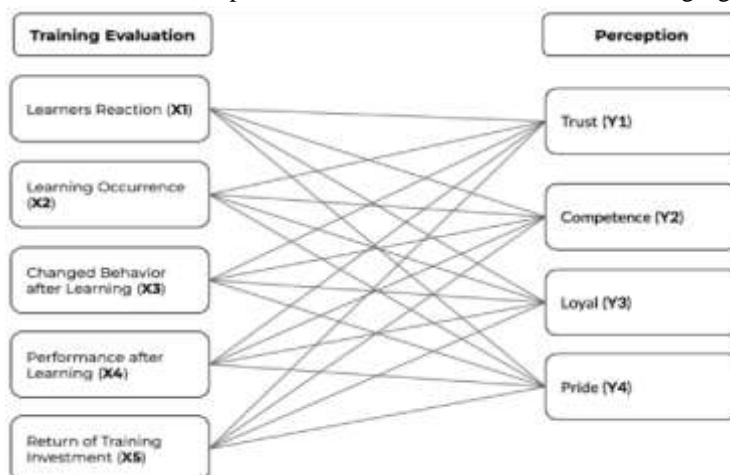 Training Evaluation
Perception
Learners Reaction (X1)
Learning Occurrence
(X2)
Changed Behavior
after Learning (X3)
Performance after
Learning (X4)
Return of Training
Investment (X5)
Trust (Y1)
Competence (Y2)
Loyal (Y3)
Pride (Y4)